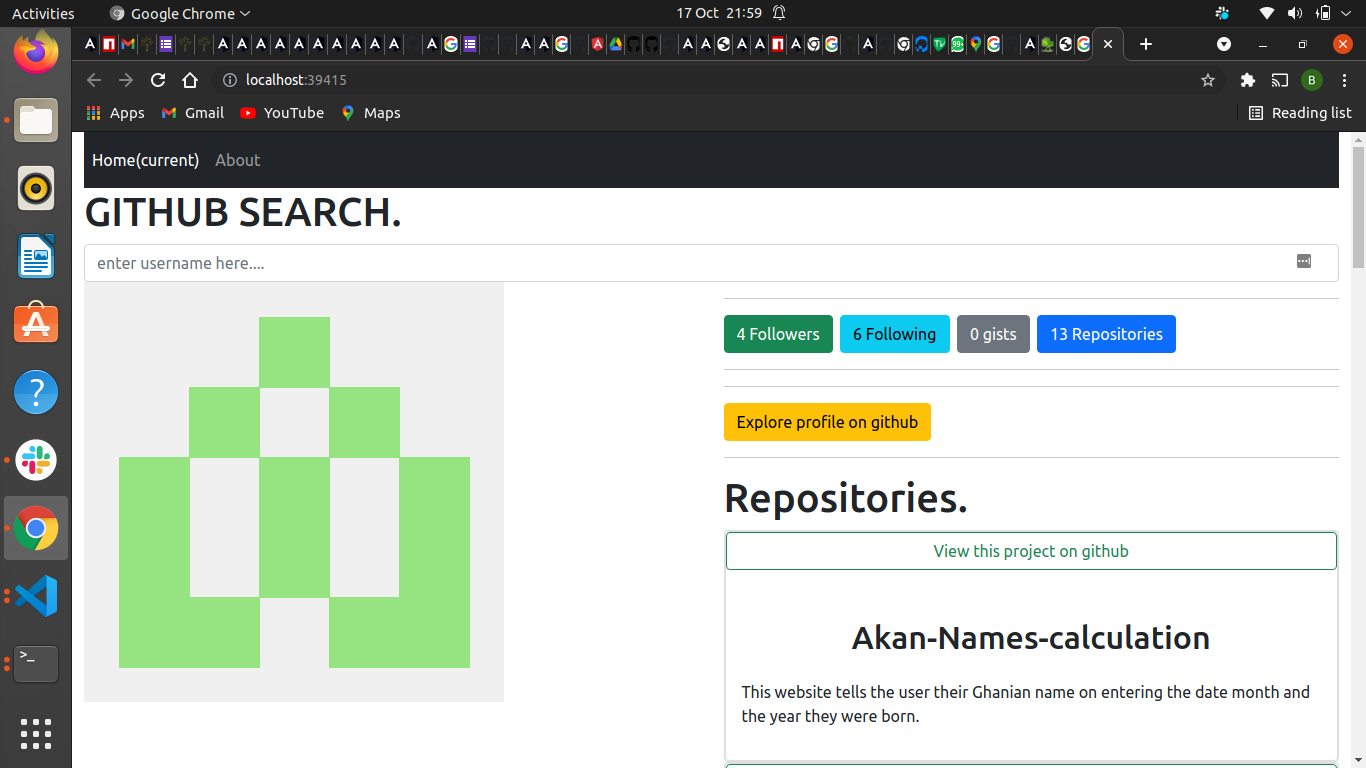 Activities
Google Chrome
17 Oct 21:59
localhost:39415
B
Apps
Gmail
YouTube
Maps
Reading list
Home(current)
About
GITHUB SEARCH.
enter username here....
4 Followers
6 Following
0 gists
13 Repositories
Explore profile on github
Repositories.
View this project on github
Akan-Names-calculation
This website tells the user their Ghanian name on entering the date month and
the year they were born.